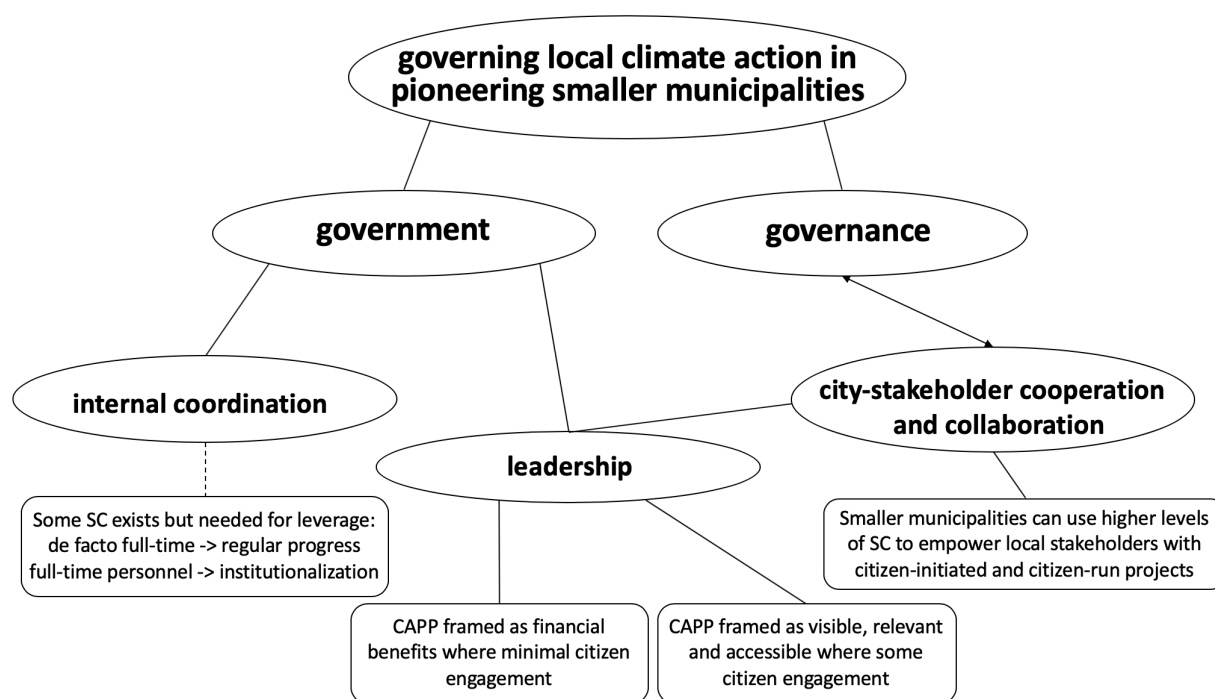 governing local climate action in
pioneering smaller municipalities
government
governance
internal coordination
city-stakeholder cooperation
and collaboration
leadership
Some SC exists but needed for leverage:
de facto full-time -> regular progress
full-time personnel -> institutionalization
Smaller municipalities can use higher levels
of SC to empower local stakeholders with
citizen-initiated and citizen-run projects
CAPP framed as financial
benefits where minimal citizen
engagement
CAPP framed as visible, relevant
and accessible where some
citizen engagement